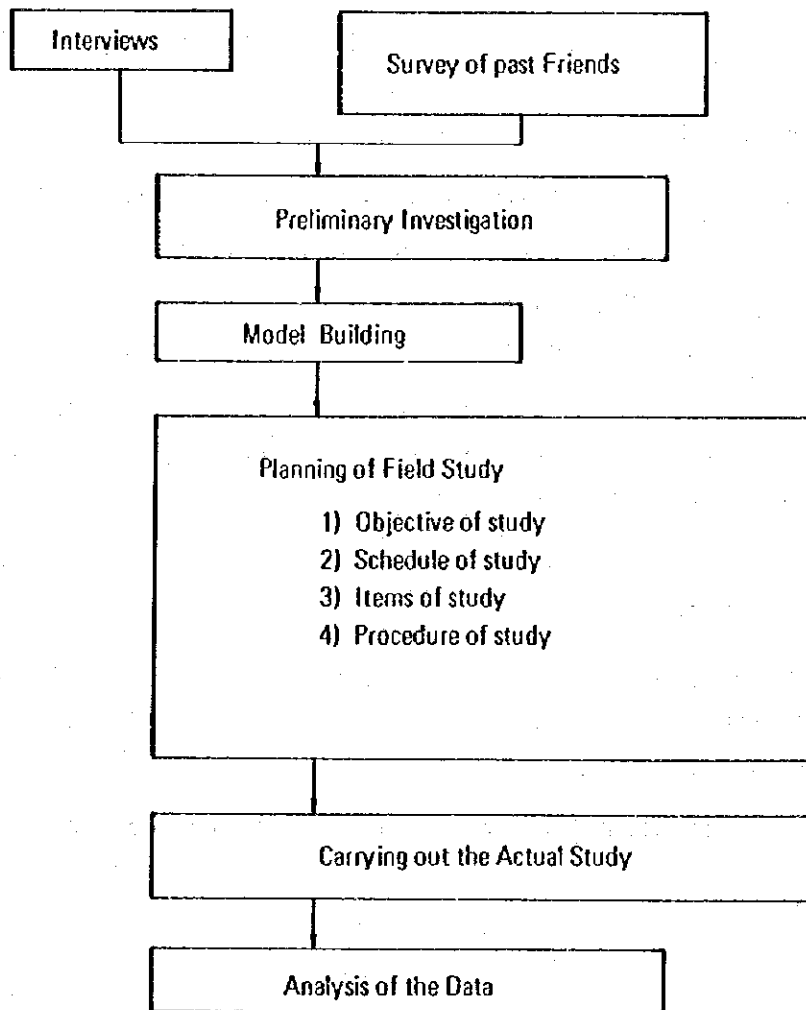 Interviews
Survey of past Friends
Preliminary Investigation
Model Building
Planning of Field Study
1) Objective of study
2) Schedule of study
3) Items of study
4) Procedure of study
Carrying out the Actual Study
Analysis of the Data